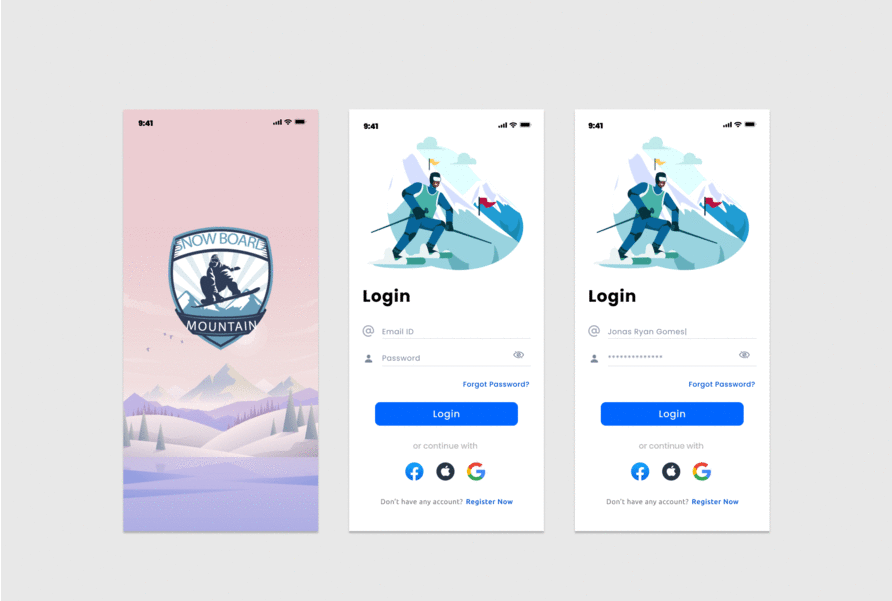 9:41
SNOW BOARD
MOUNTAIN
9:41
Login
Email ID
Password
Forgot Password?
Login
or continue with
Don't have any account? Register Now
9:41
Login
Jonas Ryan Gomes
**************
Forgot Password?
Login
or continue with
Don't have any account? Register Now